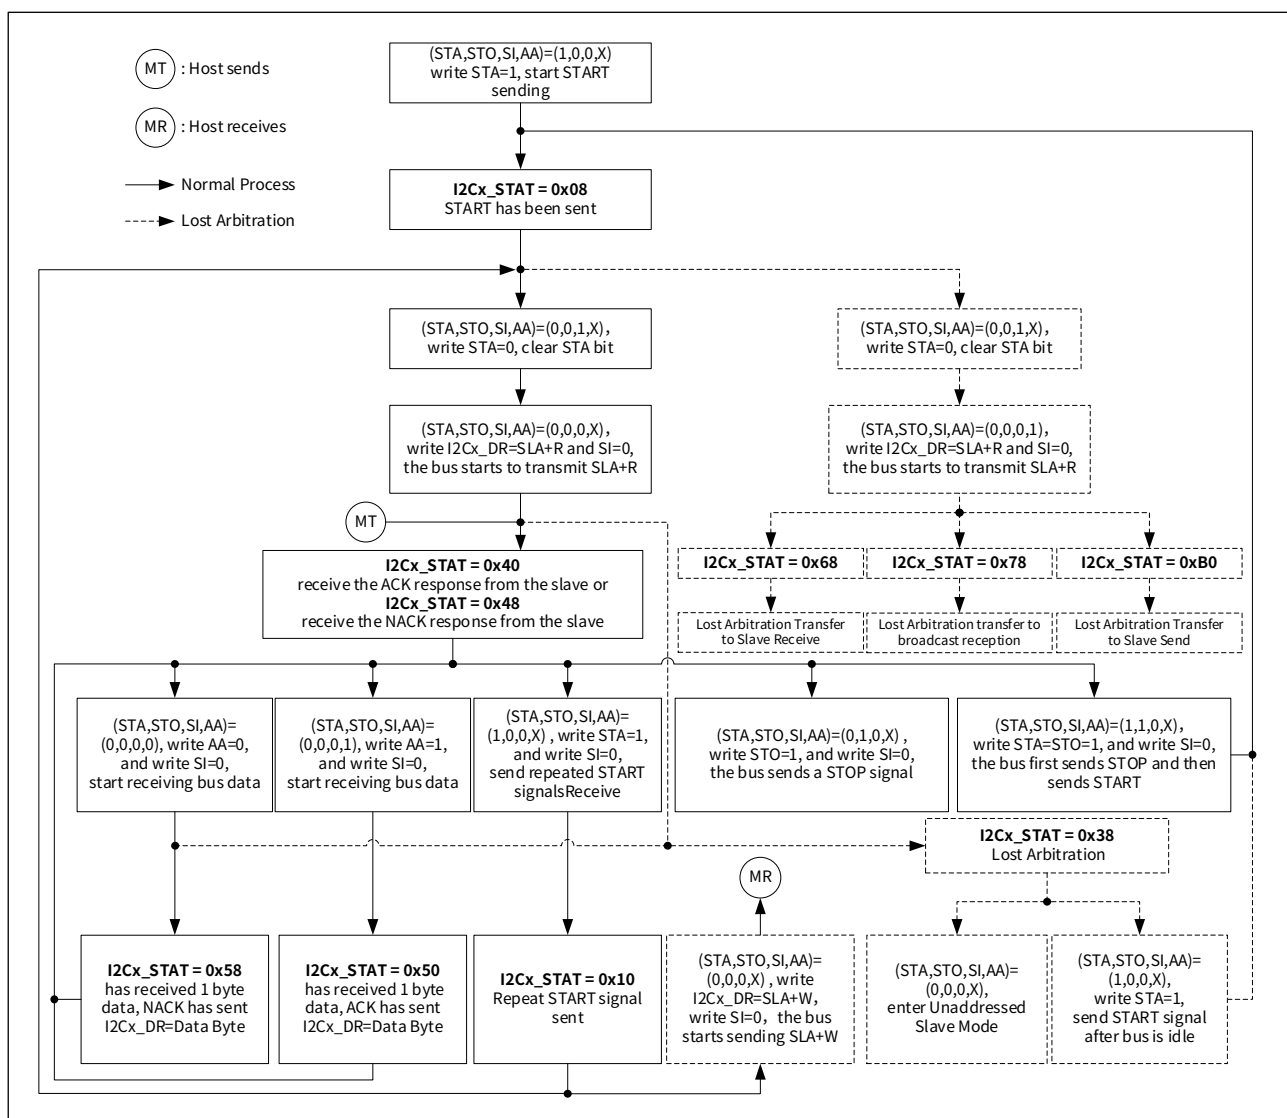 (STA,STO,SI,AA)=(1,0,0,X)
write STA=1, start START
sending
MT : Host sends
MR : Host receives
Normal Process
Lost Arbitration
I2Cx_STAT = 0x08
START has been sent
(STA,STO,SI,AA)=(0,0,1,X),
write STA=0, clear STA bit
(STA,STO,SI,AA)=(0,0,1,X),
write STA=0, clear STA bit
(STA,STO,SI,AA)=(0,0,0,X),
write I2Cx_DR=SLA+R and SI=0,
the bus starts to transmit SLA+R
(STA,STO,SI,AA)=(0,0,0,1),
write I2Cx_DR=SLA+R and SI=0,
the bus starts to transmit SLA+R
MT
I2Cx_STAT = 0x40
receive the ACK response from the slave or
I2Cx_STAT = 0x48
receive the NACK response from the slave
I2Cx_STAT = 0x68
I2Cx_STAT = 0x78
I2Cx_STAT = 0xB0
Lost Arbitration Transfer
to Slave Receive
Lost Arbitration transfer to
broadcast reception
Lost Arbitration Transfer
to Slave Send
(STA,STO,SI,AA)=
(0,0,0,0), write AA=0,
and write SI=0,
start receiving bus data
(STA,STO,SI,AA)=
(0,0,0,1), write AA=1,
and write SI=0,
start receiving bus data
(STA,STO,SI,AA)=
(1,0,0,X) , write STA=1,
and write SI=0,
send repeated START
signalsReceive
(STA,STO,SI,AA)=(0,1,0,X) ,
write STO=1, and write SI=0,
the bus sends a STOP signal
(STA,STO,SI,AA)=(1,1,0,X),
write STA=STO=1, and write SI=0,
the bus first sends STOP and then
sends START
I2Cx_STAT = 0x38
Lost Arbitration
MR
I2Cx_STAT = 0x58
has received 1 byte
data, NACK has sent
I2Cx_DR=Data Byte
I2Cx_STAT = 0x50
has received 1 byte
data, ACK has sent
I2Cx_DR=Data Byte
I2Cx_STAT = 0x10
Repeat START signal
sent
(STA,STO,SI,AA)=
(0,0,0,X) , write
I2Cx_DR=SLA+W,
write SI=0, the bus
starts sending SLA+W
(STA,STO,SI,AA)=
(0,0,0,X),
enter Unaddressed
Slave Mode
(STA,STO,SI,AA)=
(1,0,0,X),
write STA=1,
send START signal
after bus is idle